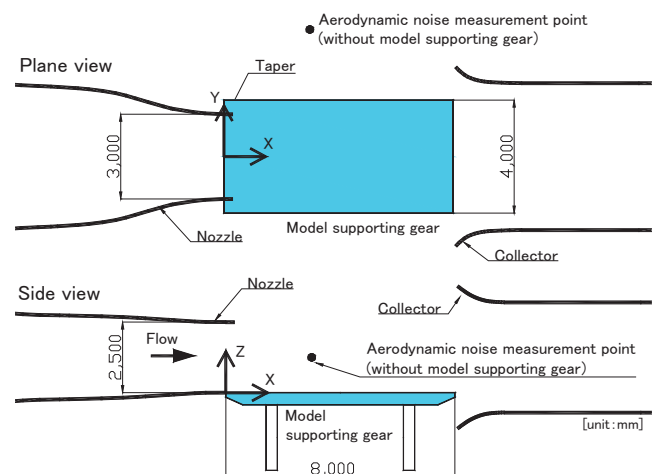 Aerodynamic noise measurement point
(without model supporting gear)
Plane view
Taper
Y
X
3,000
4,000
Nozzle
Model supporting gear
Collector
Side view
Nozzle
Collector
Flow
Z
2,500
X
Aerodynamic noise measurement point
(without model supporting gear)
Model
supporting gear
[unit:mm]
8,000